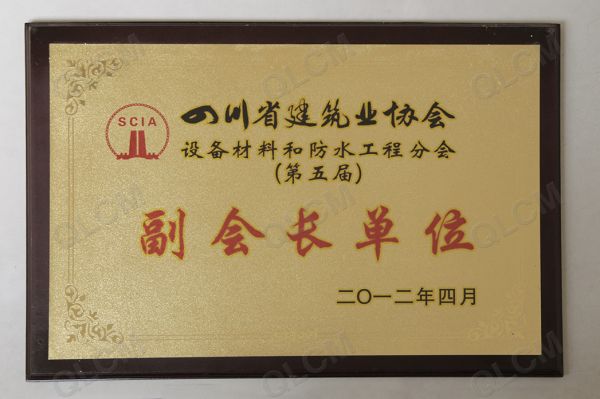 SCIA
四川省建筑业协会
设备材料和防水工程分会
(第五届)
副会长单位
二〇一二年四月
QLCM